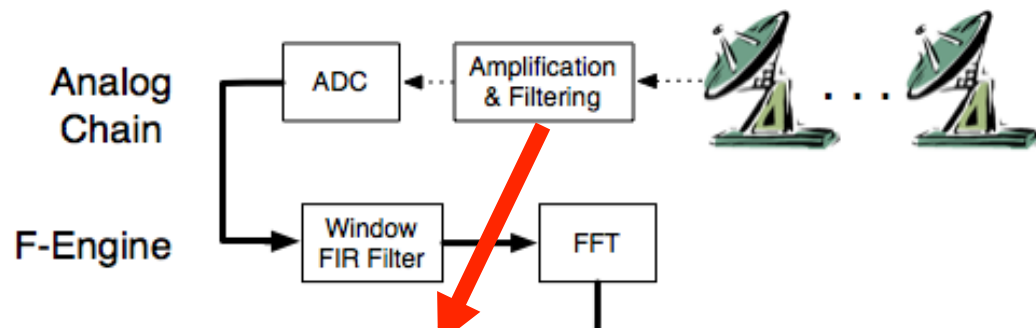 Analog
Chain
ADC
Amplification
& Filtering
. . .
F-Engine
Window
FIR Filter
FFT